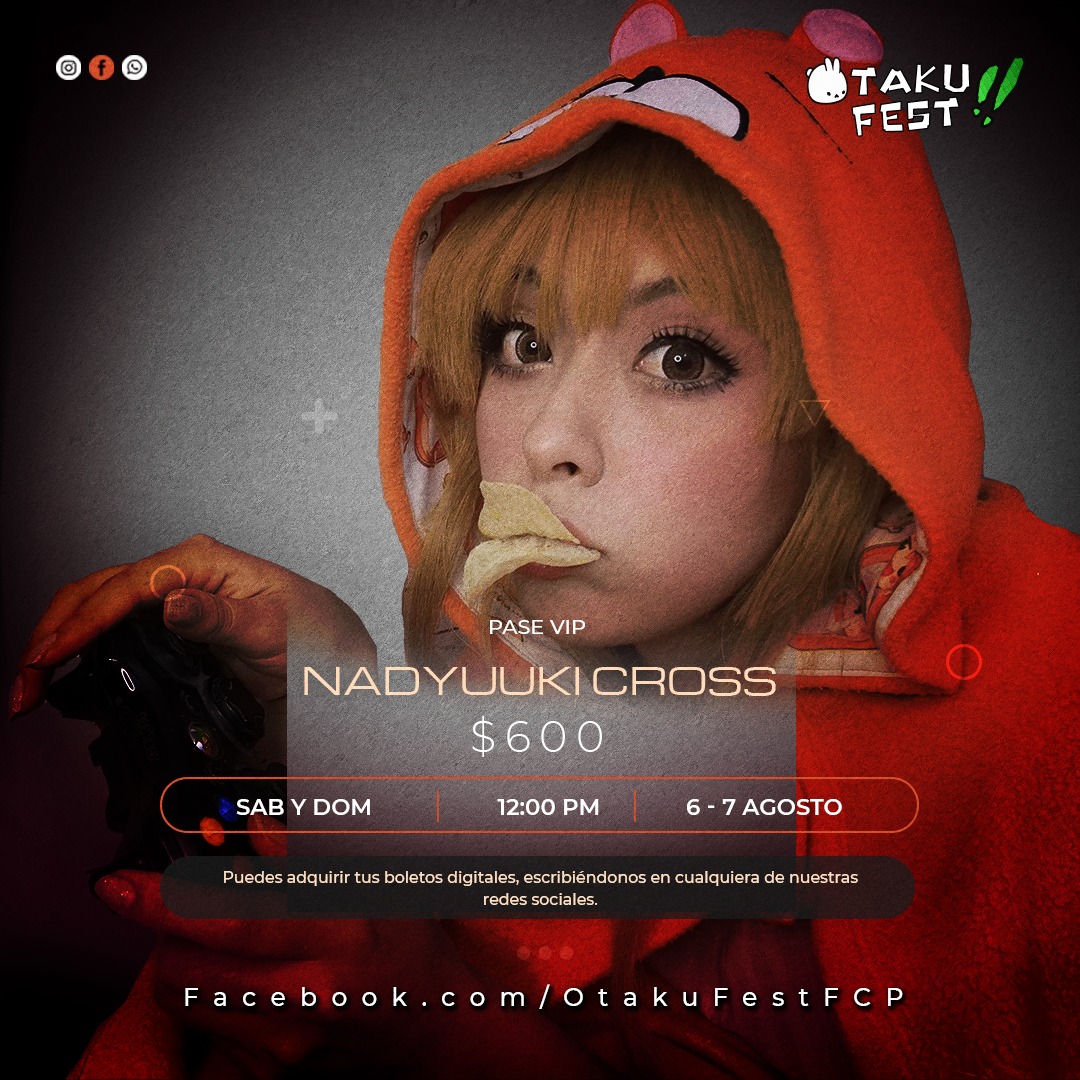 OTAKU
FEST!!
PASE VIP
NADYUUKI CROSS
$600
SAB Y DOM
12:00 PM
6 - 7 AGOSTO
Puedes adquirir tus boletos digitales, escribiéndonos en cualquiera de nuestras
redes sociales.
Facebook.com/OtakuFestFCP